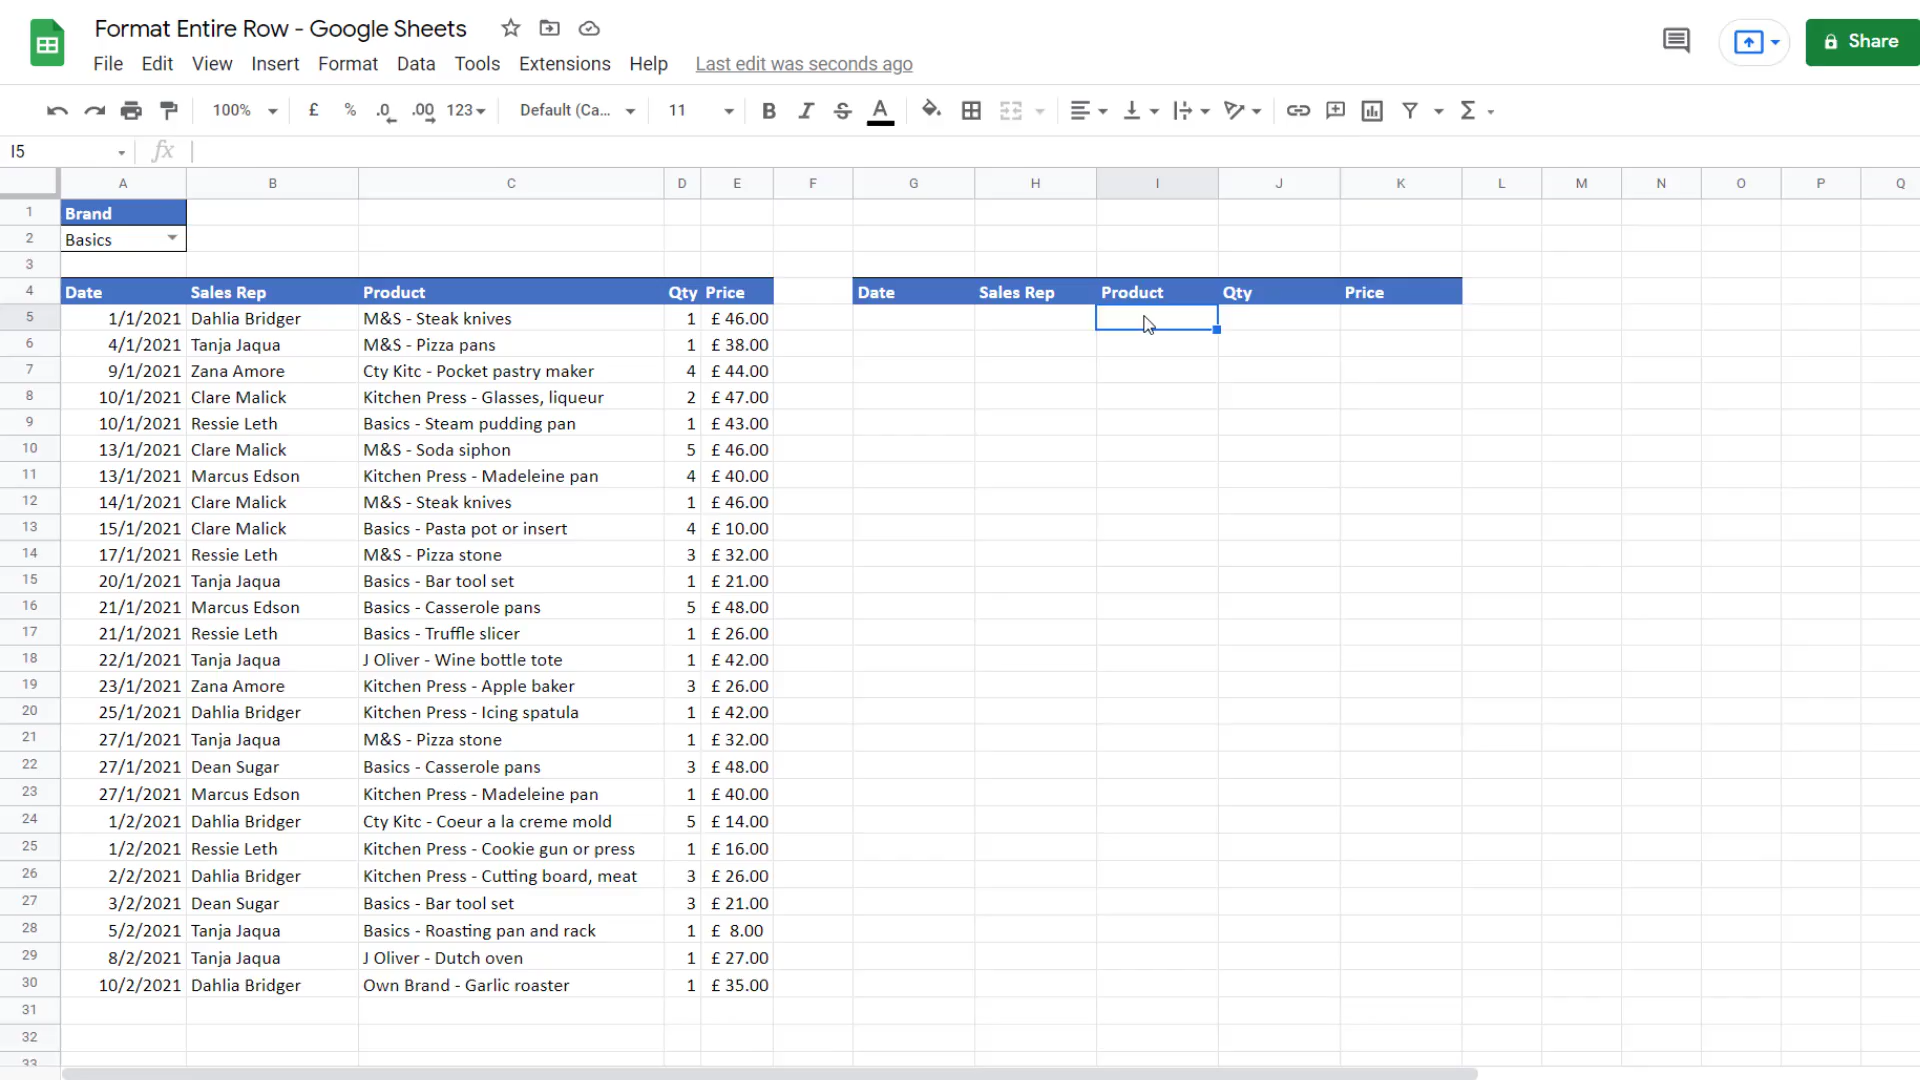 Format Entire Row - Google Sheets
File Edit View Insert Format Data Tools Extensions Help Last edit was seconds ago
Share
100% £ % .0 .00 123 Default (Ca... 11 B I S A Σ
I5 fx
A B C D E F G H I J K L M N O P Q
1 Brand
2 Basics
3
4 Date Sales Rep Product Qty Price Date Sales Rep Product Qty Price
5 1/1/2021 Dahlia Bridger M&S - Steak knives 1 £ 46.00
6 4/1/2021 Tanja Jaqua M&S - Pizza pans 1 £ 38.00
7 9/1/2021 Zana Amore Cty Kitc - Pocket pastry maker 4 £ 44.00
8 10/1/2021 Clare Malick Kitchen Press - Glasses, liqueur 2 £ 47.00
9 10/1/2021 Ressie Leth Basics - Steam pudding pan 1 £ 43.00
10 13/1/2021 Clare Malick M&S - Soda siphon 5 £ 46.00
11 13/1/2021 Marcus Edson Kitchen Press - Madeleine pan 4 £ 40.00
12 14/1/2021 Clare Malick M&S - Steak knives 1 £ 46.00
13 15/1/2021 Clare Malick Basics - Pasta pot or insert 4 £ 10.00
14 17/1/2021 Ressie Leth M&S - Pizza stone 3 £ 32.00
15 20/1/2021 Tanja Jaqua Basics - Bar tool set 1 £ 21.00
16 21/1/2021 Marcus Edson Basics - Casserole pans 5 £ 48.00
17 21/1/2021 Ressie Leth Basics - Truffle slicer 1 £ 26.00
18 22/1/2021 Tanja Jaqua J Oliver - Wine bottle tote 1 £ 42.00
19 23/1/2021 Zana Amore Kitchen Press - Apple baker 3 £ 26.00
20 25/1/2021 Dahlia Bridger Kitchen Press - Icing spatula 1 £ 42.00
21 27/1/2021 Tanja Jaqua M&S - Pizza stone 1 £ 32.00
22 27/1/2021 Dean Sugar Basics - Casserole pans 3 £ 48.00
23 27/1/2021 Marcus Edson Kitchen Press - Madeleine pan 1 £ 40.00
24 1/2/2021 Dahlia Bridger Cty Kitc - Coeur a la creme mold 5 £ 14.00
25 1/2/2021 Ressie Leth Kitchen Press - Cookie gun or press 1 £ 16.00
26 2/2/2021 Dahlia Bridger Kitchen Press - Cutting board, meat 3 £ 26.00
27 3/2/2021 Dean Sugar Basics - Bar tool set 3 £ 21.00
28 5/2/2021 Tanja Jaqua Basics - Roasting pan and rack 1 £ 8.00
29 8/2/2021 Tanja Jaqua J Oliver - Dutch oven 1 £ 27.00
30 10/2/2021 Dahlia Bridger Own Brand - Garlic roaster 1 £ 35.00
31
32
33